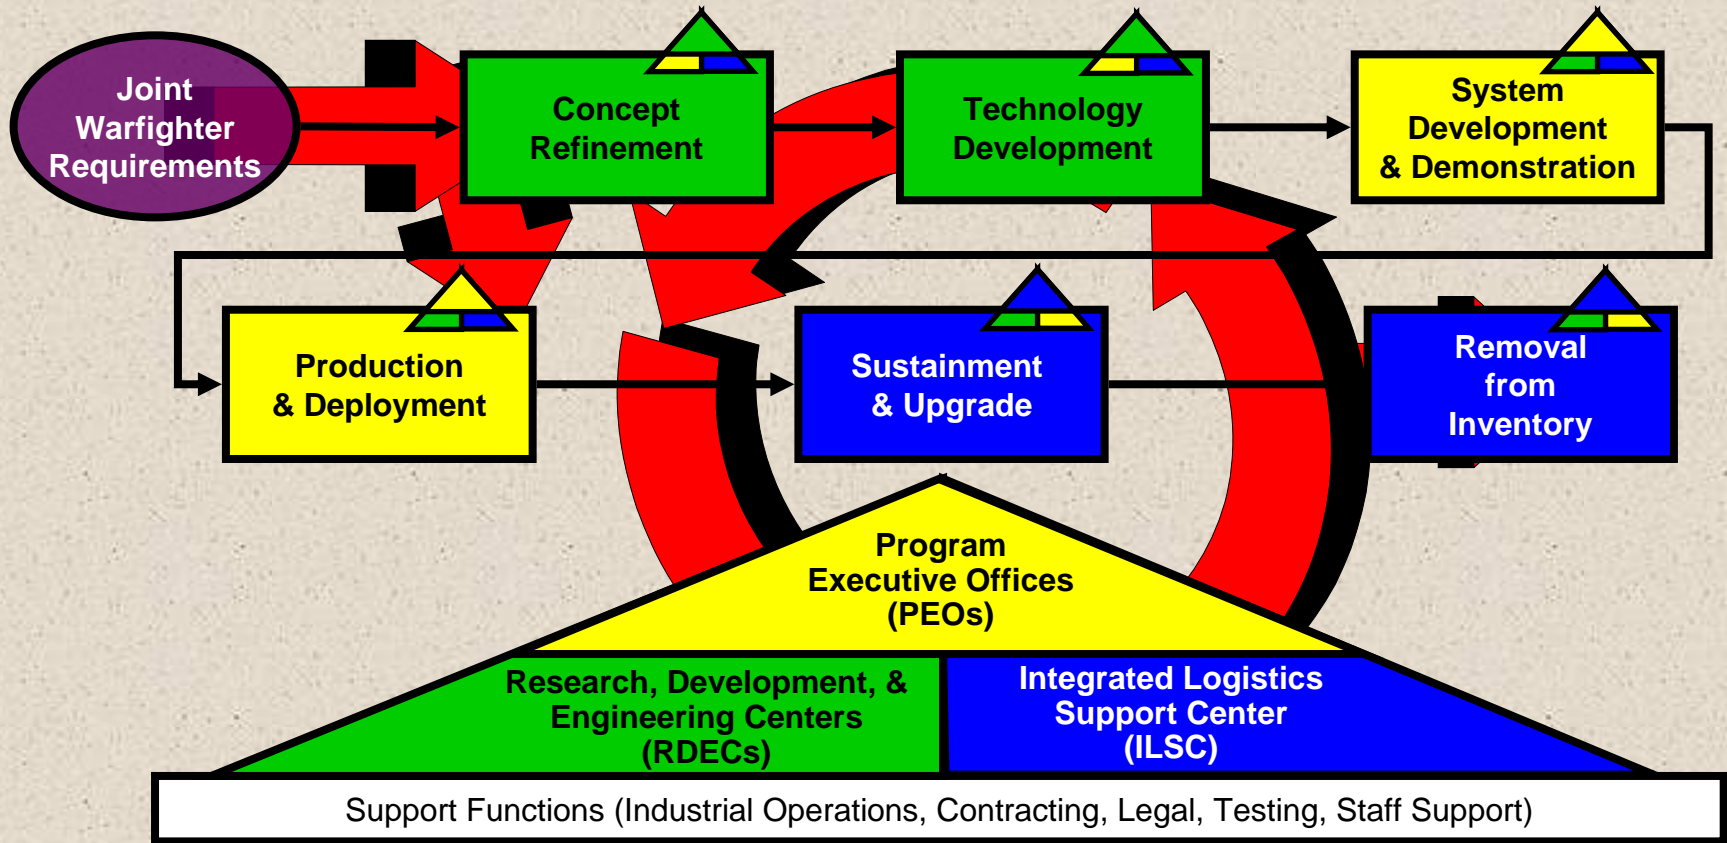 Joint
Warfighter
Requirements
Concept
Refinement
Technology
Development
System
Development
& Demonstration
Production
& Deployment
Sustainment
& Upgrade
Removal
from
Inventory
Program
Executive Offices
(PEOs)
Research, Development, &
Engineering Centers
(RDECs)
Integrated Logistics
Support Center
(ILSC)
Support Functions (Industrial Operations, Contracting, Legal, Testing, Staff Support)